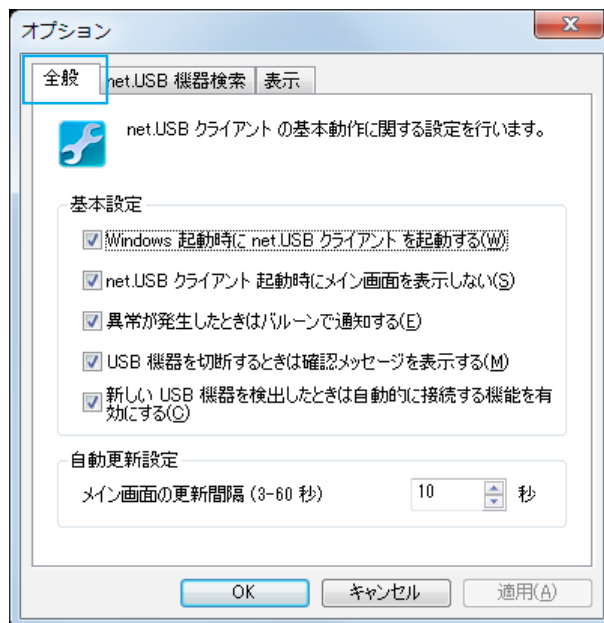 オプション
全般 net.USB 機器検索 表示
net.USB クライアント の基本動作に関する設定を行います。
基本設定
Windows 起動時に net.USB クライアント を起動する(W)
net.USB クライアント 起動時にメイン画面を表示しない(S)
異常が発生したときはバルーンで通知する(E)
USB 機器を切断するときは確認メッセージを表示する(M)
新しい USB 機器を検出したときは自動的に接続する機能を有
効にする(C)
自動更新設定
メイン画面の更新間隔 (3-60 秒) 10 秒
OK キャンセル 適用(A)